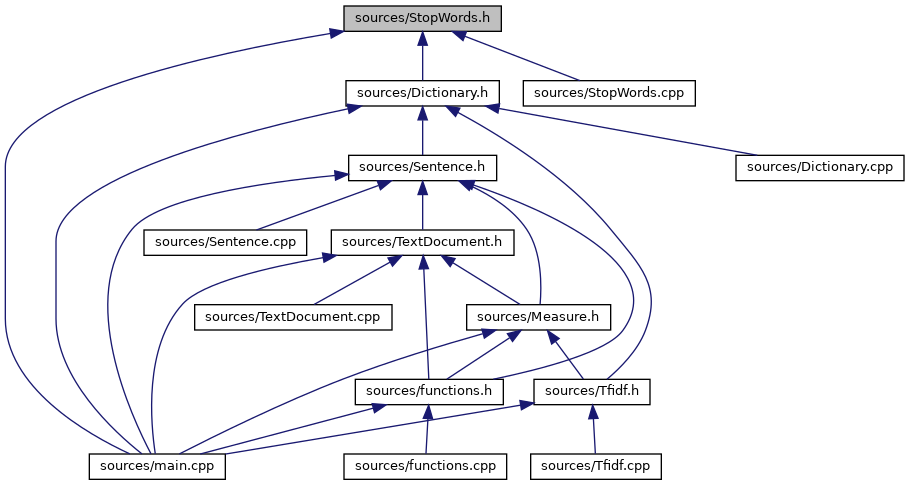 sources/StopWords.h
sources/Dictionary.h
sources/StopWords.cpp
sources/Sentence.h
sources/Dictionary.cpp
sources/Sentence.cpp
sources/TextDocument.h
sources/TextDocument.cpp
sources/Measure.h
sources/functions.h
sources/Tfidf.h
sources/main.cpp
sources/functions.cpp
sources/Tfidf.cpp